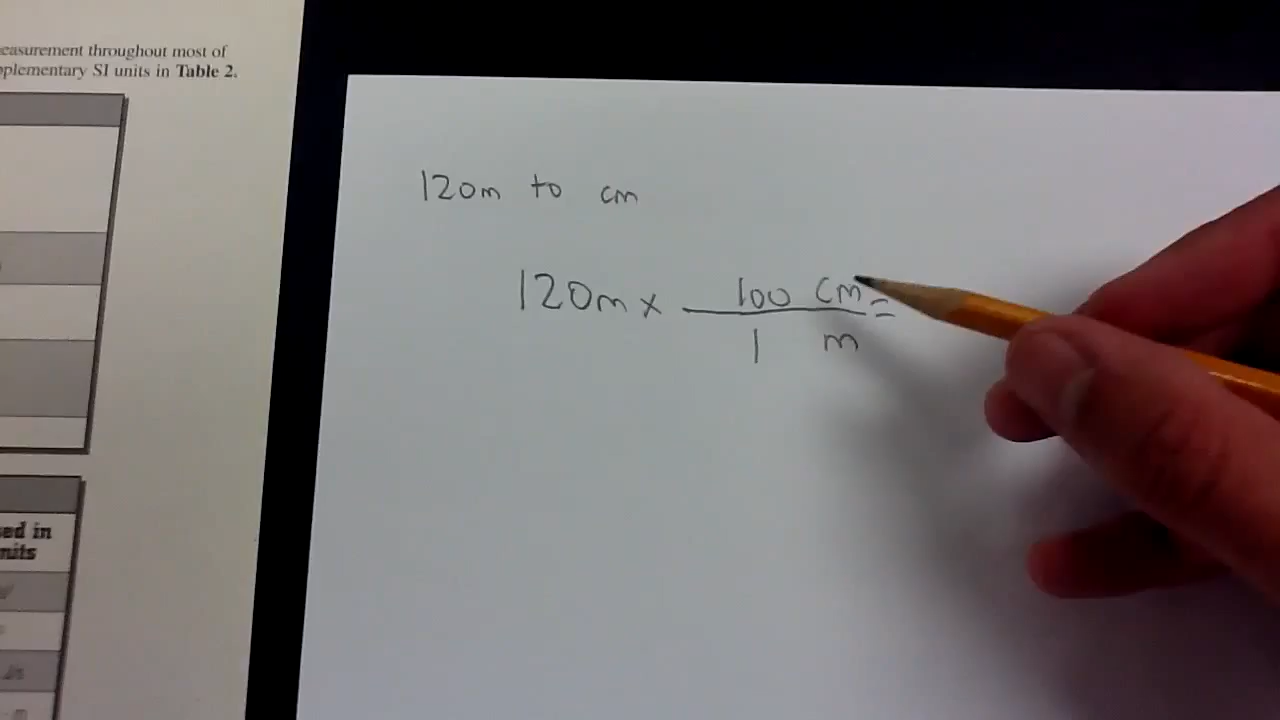 easurement throughout most of
plementary SI units in Table 2.
120m to cm
120m x 100 cm =
1 m
ed in
nits